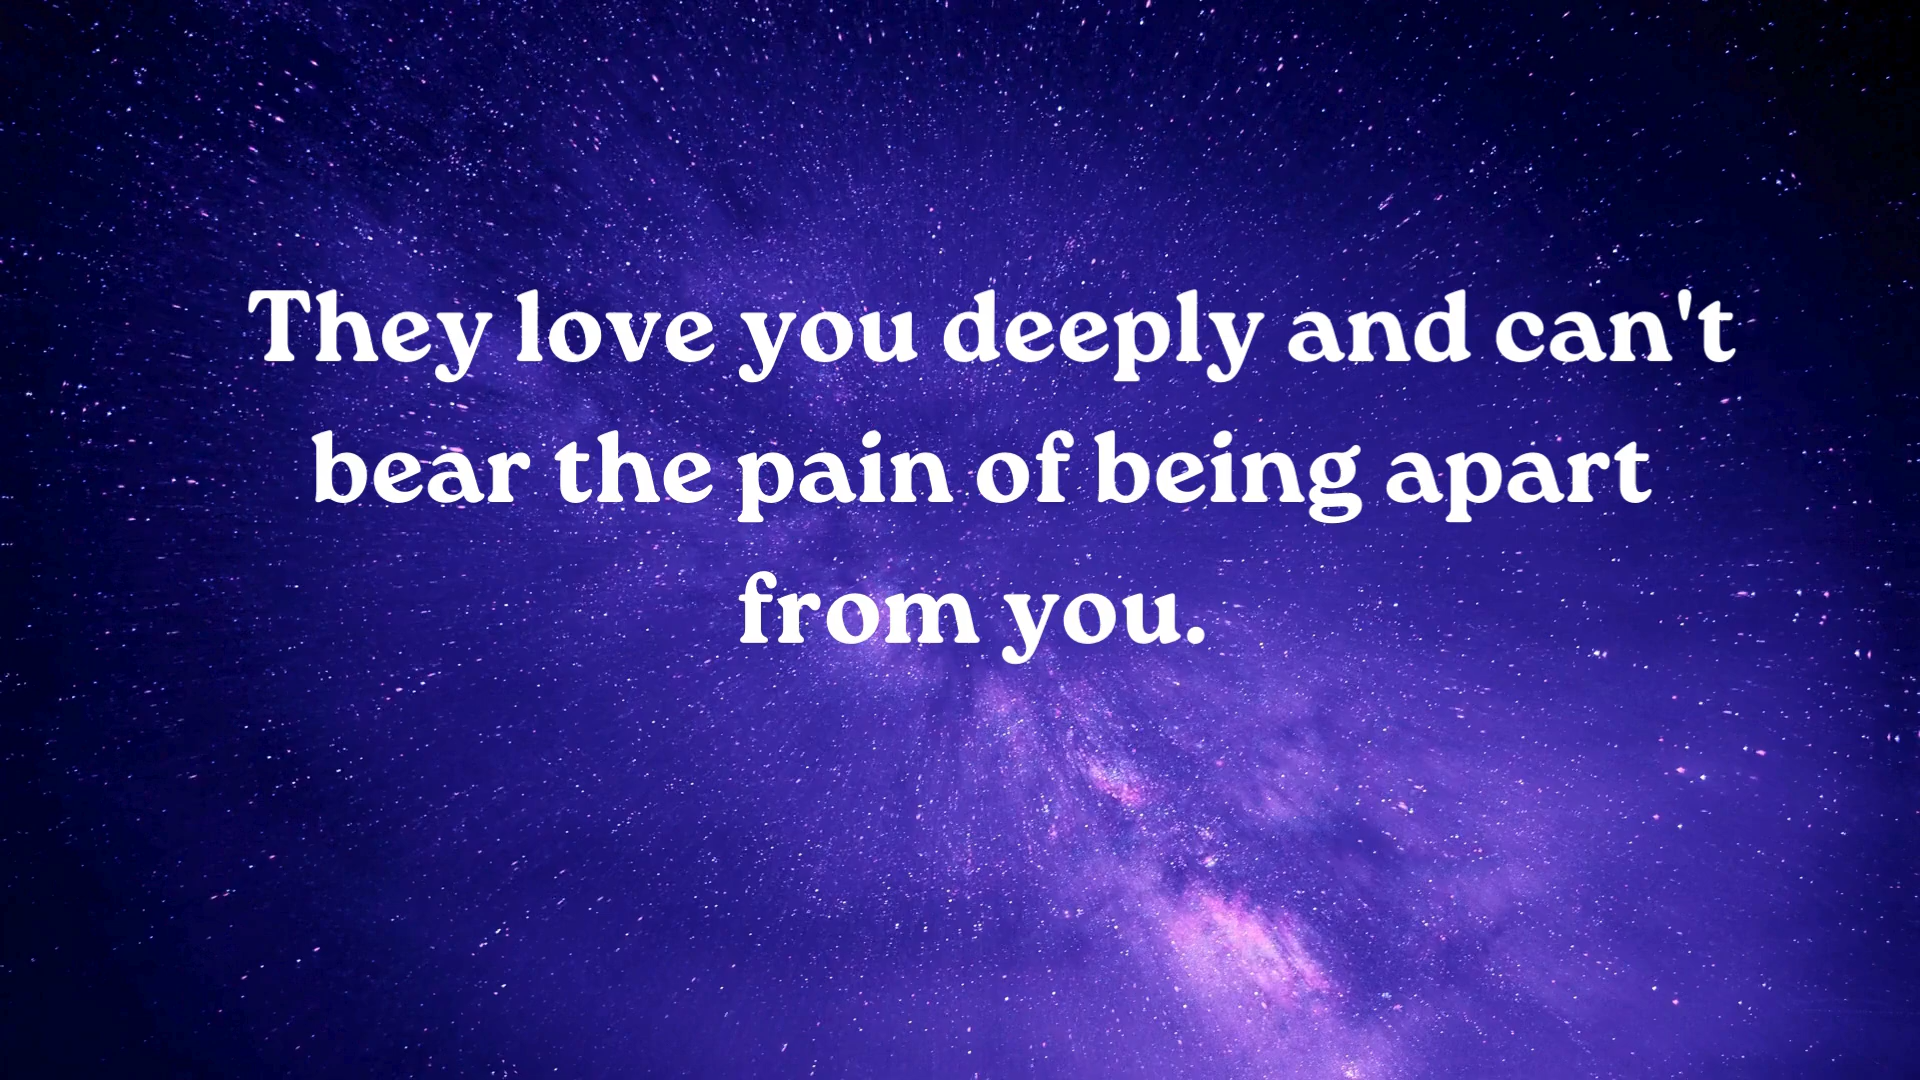 They love you deeply and can't
bear the pain of being apart
from you.